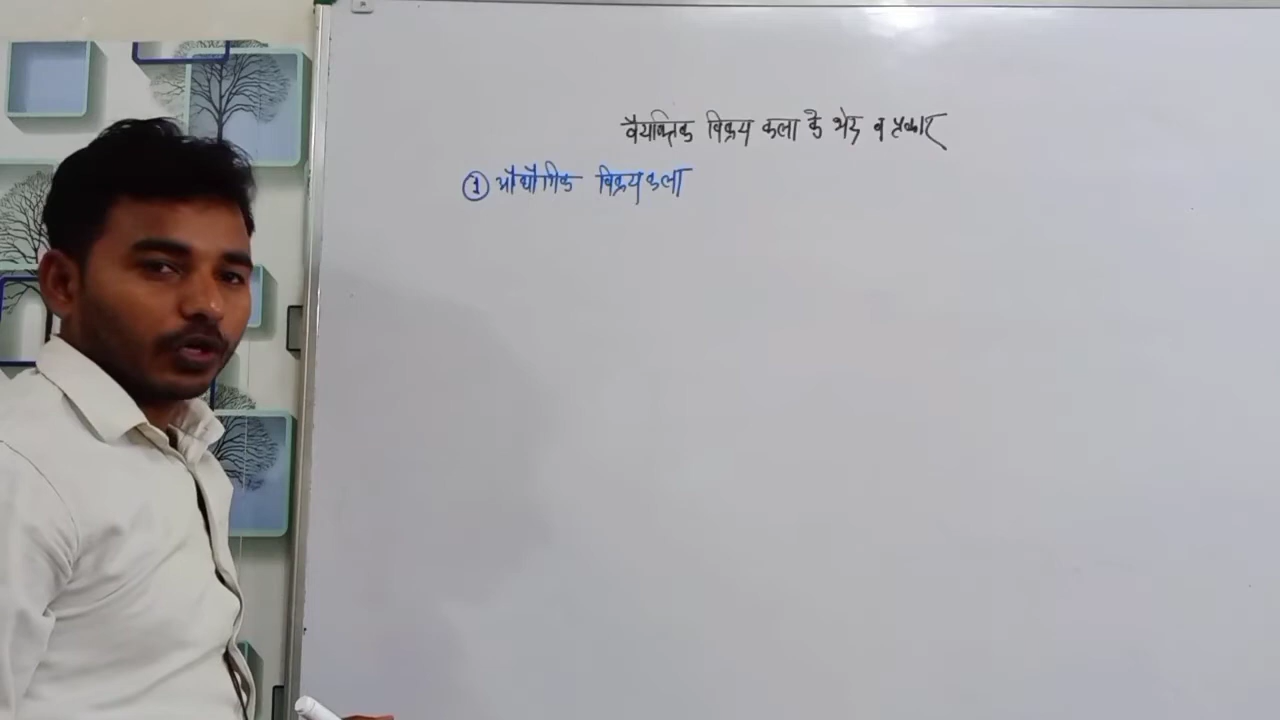 वैयक्तिक विक्रय कला के भेद व प्रकार
① औद्योगिक विक्रयकला